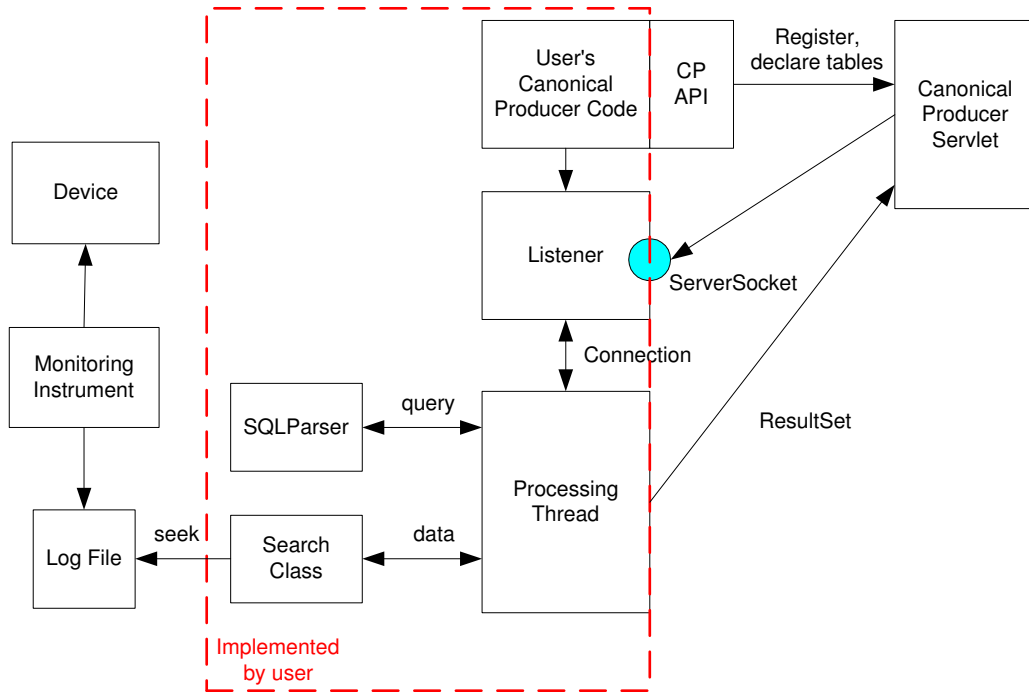 User's
Canonical
Producer Code
CP
API
Register,
declare tables
Canonical
Producer
Servlet
Device
Listener
ServerSocket
Monitoring
Instrument
Connection
SQLParser
query
ResultSet
Processing
Thread
Log File
seek
Search
Class
data
Implemented
by user